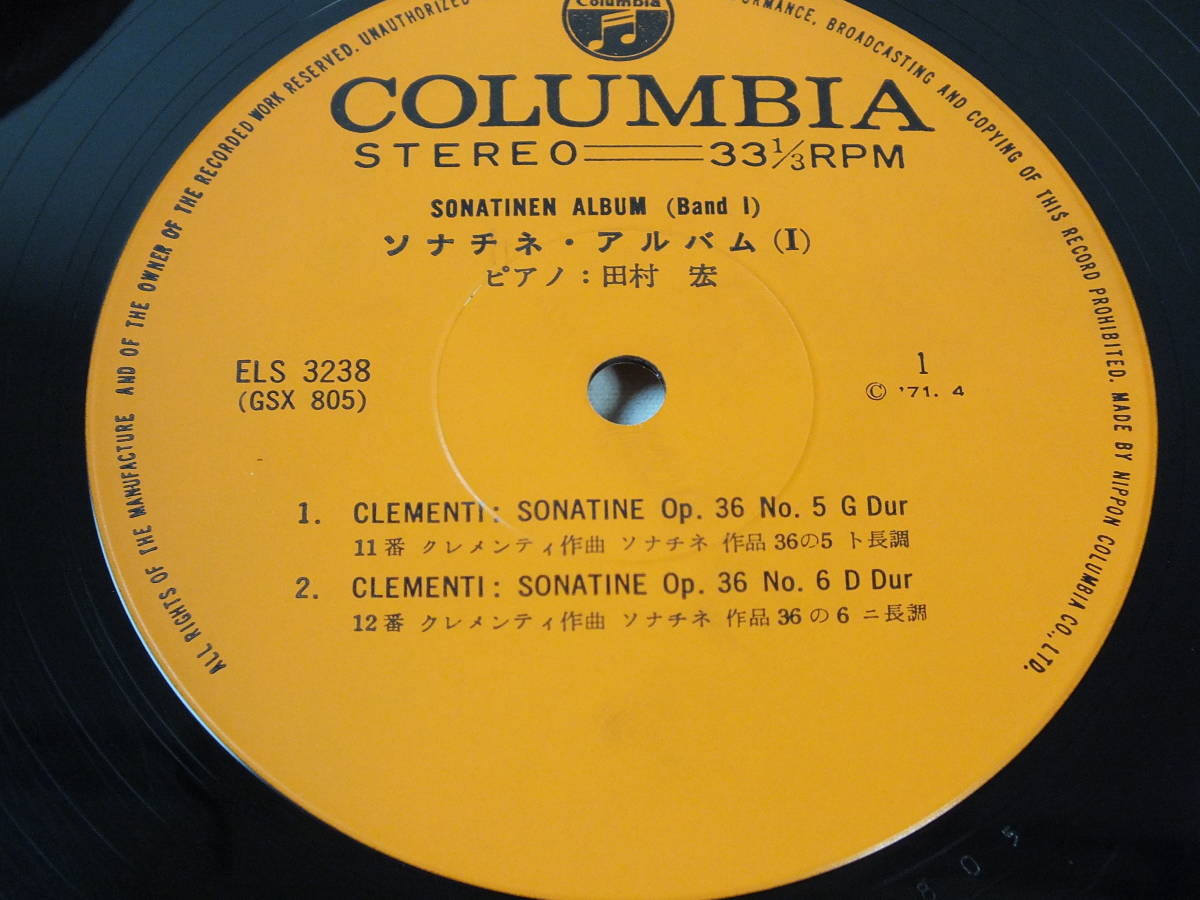 Columbia
COLUMBIA
STEREO 33 1/3 RPM
SONATINEN ALBUM (Band I)
ソナチネ・アルバム(I)
ピアノ:田村 宏
ELS 3238
(GSX 805)
1
© '71. 4
1. CLEMENTI: SONATINE Op. 36 No. 5 G Dur
11番 クレメンティ作曲 ソナチネ 作品36の5 ト長調
2. CLEMENTI: SONATINE Op. 36 No. 6 D Dur
12番 クレメンティ作曲 ソナチネ 作品36の6 ニ長調
ALL RIGHTS OF THE MANUFACTURE AND OF THE OWNER OF THE RECORDED WORK RESERVED. UNAUTHORIZED
BROADCASTING AND COPYING OF THIS RECORD PROHIBITED. MADE BY NIPPON COLUMBIA CO., LTD.
805